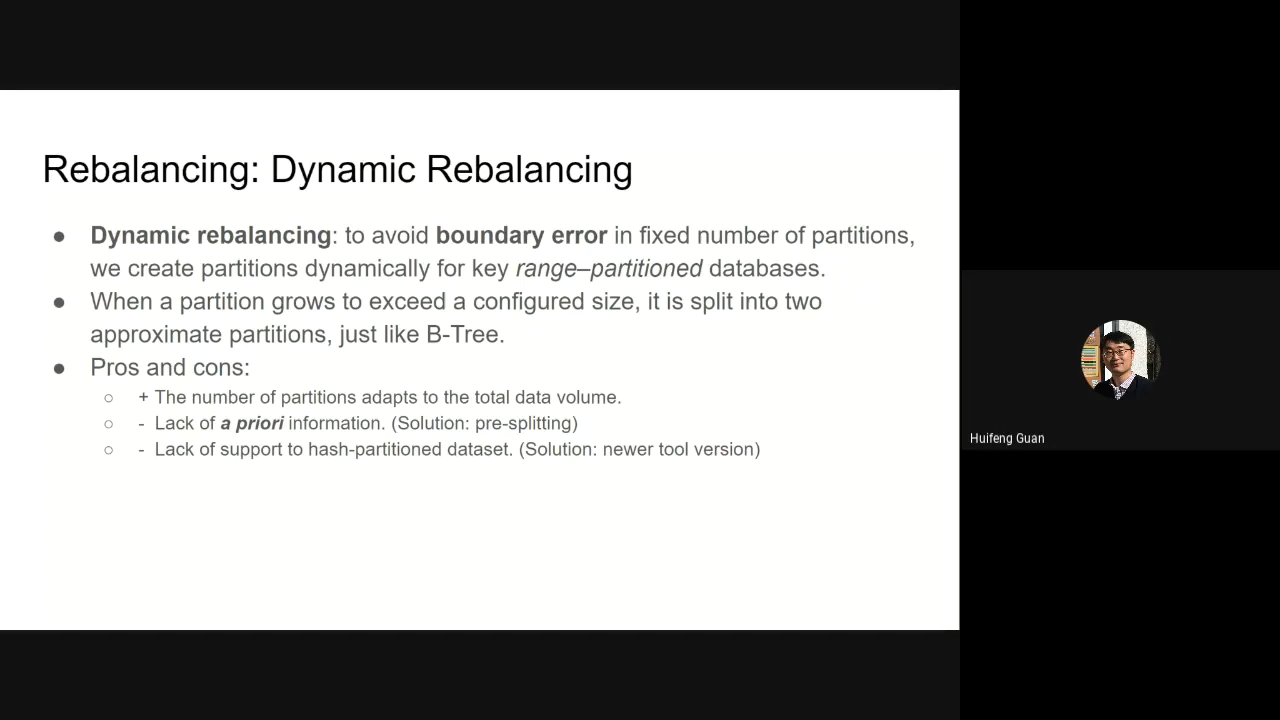 Rebalancing: Dynamic Rebalancing
● Dynamic rebalancing: to avoid boundary error in fixed number of partitions,
we create partitions dynamically for key range–partitioned databases.
● When a partition grows to exceed a configured size, it is split into two
approximate partitions, just like B-Tree.
● Pros and cons:
○ + The number of partitions adapts to the total data volume.
○ - Lack of a priori information. (Solution: pre-splitting)
○ - Lack of support to hash-partitioned dataset. (Solution: newer tool version)
Huifeng Guan